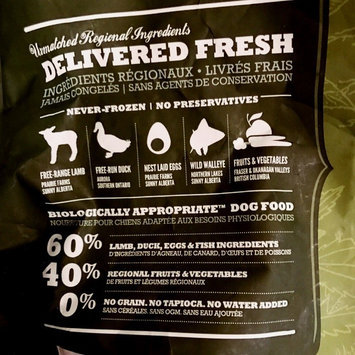 Unmatched Regional Ingredients
DELIVERED FRESH
INGRÉDIENTS RÉGIONAUX • LIVRÉS FRAIS
JAMAIS CONGELÉS | SANS AGENTS DE CONSERVATION
NEVER-FROZEN | NO PRESERVATIVES
FREE-RANGE LAMB
PRAIRIE FARMS
SUNNY ALBERTA
FREE-RUN DUCK
AURORA
SOUTHERN ONTARIO
NEST LAID EGGS
PRAIRIE FARMS
SUNNY ALBERTA
WILD WALLEYE
NORTHERN LAKES
SUNNY ALBERTA
FRUITS & VEGETABLES
FRASER & OKANAGAN VALLEYS
BRITISH COLUMBIA
BIOLOGICALLY APPROPRIATE™ DOG FOOD
NOURRITURE POUR CHIENS ADAPTÉE AUX BESOINS PHYSIOLOGIQUES
60% LAMB, DUCK, EGGS & FISH INGREDIENTS
D'INGRÉDIENTS D'AGNEAU, DE CANARD, D'ŒUFS ET DE POISSONS
40% REGIONAL FRUITS & VEGETABLES
DE FRUITS ET LÉGUMES RÉGIONAUX
0% NO GRAIN. NO TAPIOCA. NO WATER ADDED
SANS CÉRÉALES. SANS OGM. SANS EAU AJOUTÉE